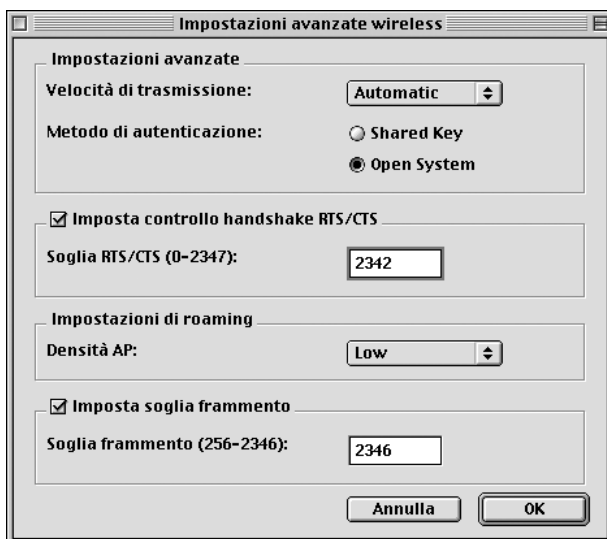 Impostazioni avanzate wireless
Impostazioni avanzate
Velocità di trasmissione: Automatic
Metodo di autenticazione: Shared Key
Open System
Imposta controllo handshake RTS/CTS
Soglia RTS/CTS (0-2347): 2342
Impostazioni di roaming
Densità AP: Low
Imposta soglia frammento
Soglia frammento (256-2346): 2346
Annulla OK